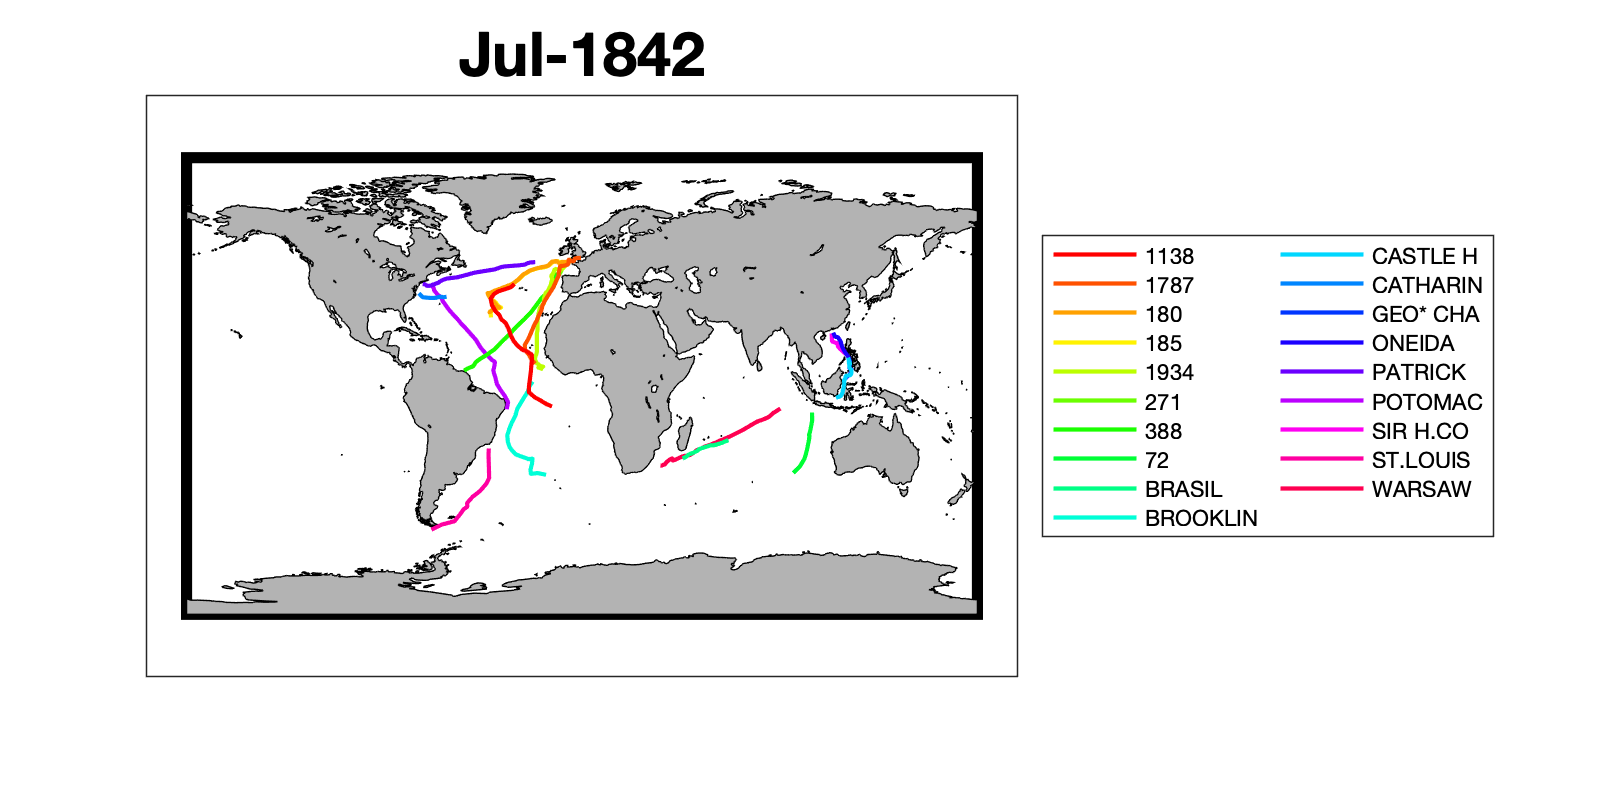 Jul-1842
1138
1787
180
185
1934
271
388
72
BRASIL
BROOKLIN
CASTLE H
CATHARIN
GEO* CHA
ONEIDA
PATRICK
POTOMAC
SIR H.CO
ST.LOUIS
WARSAW